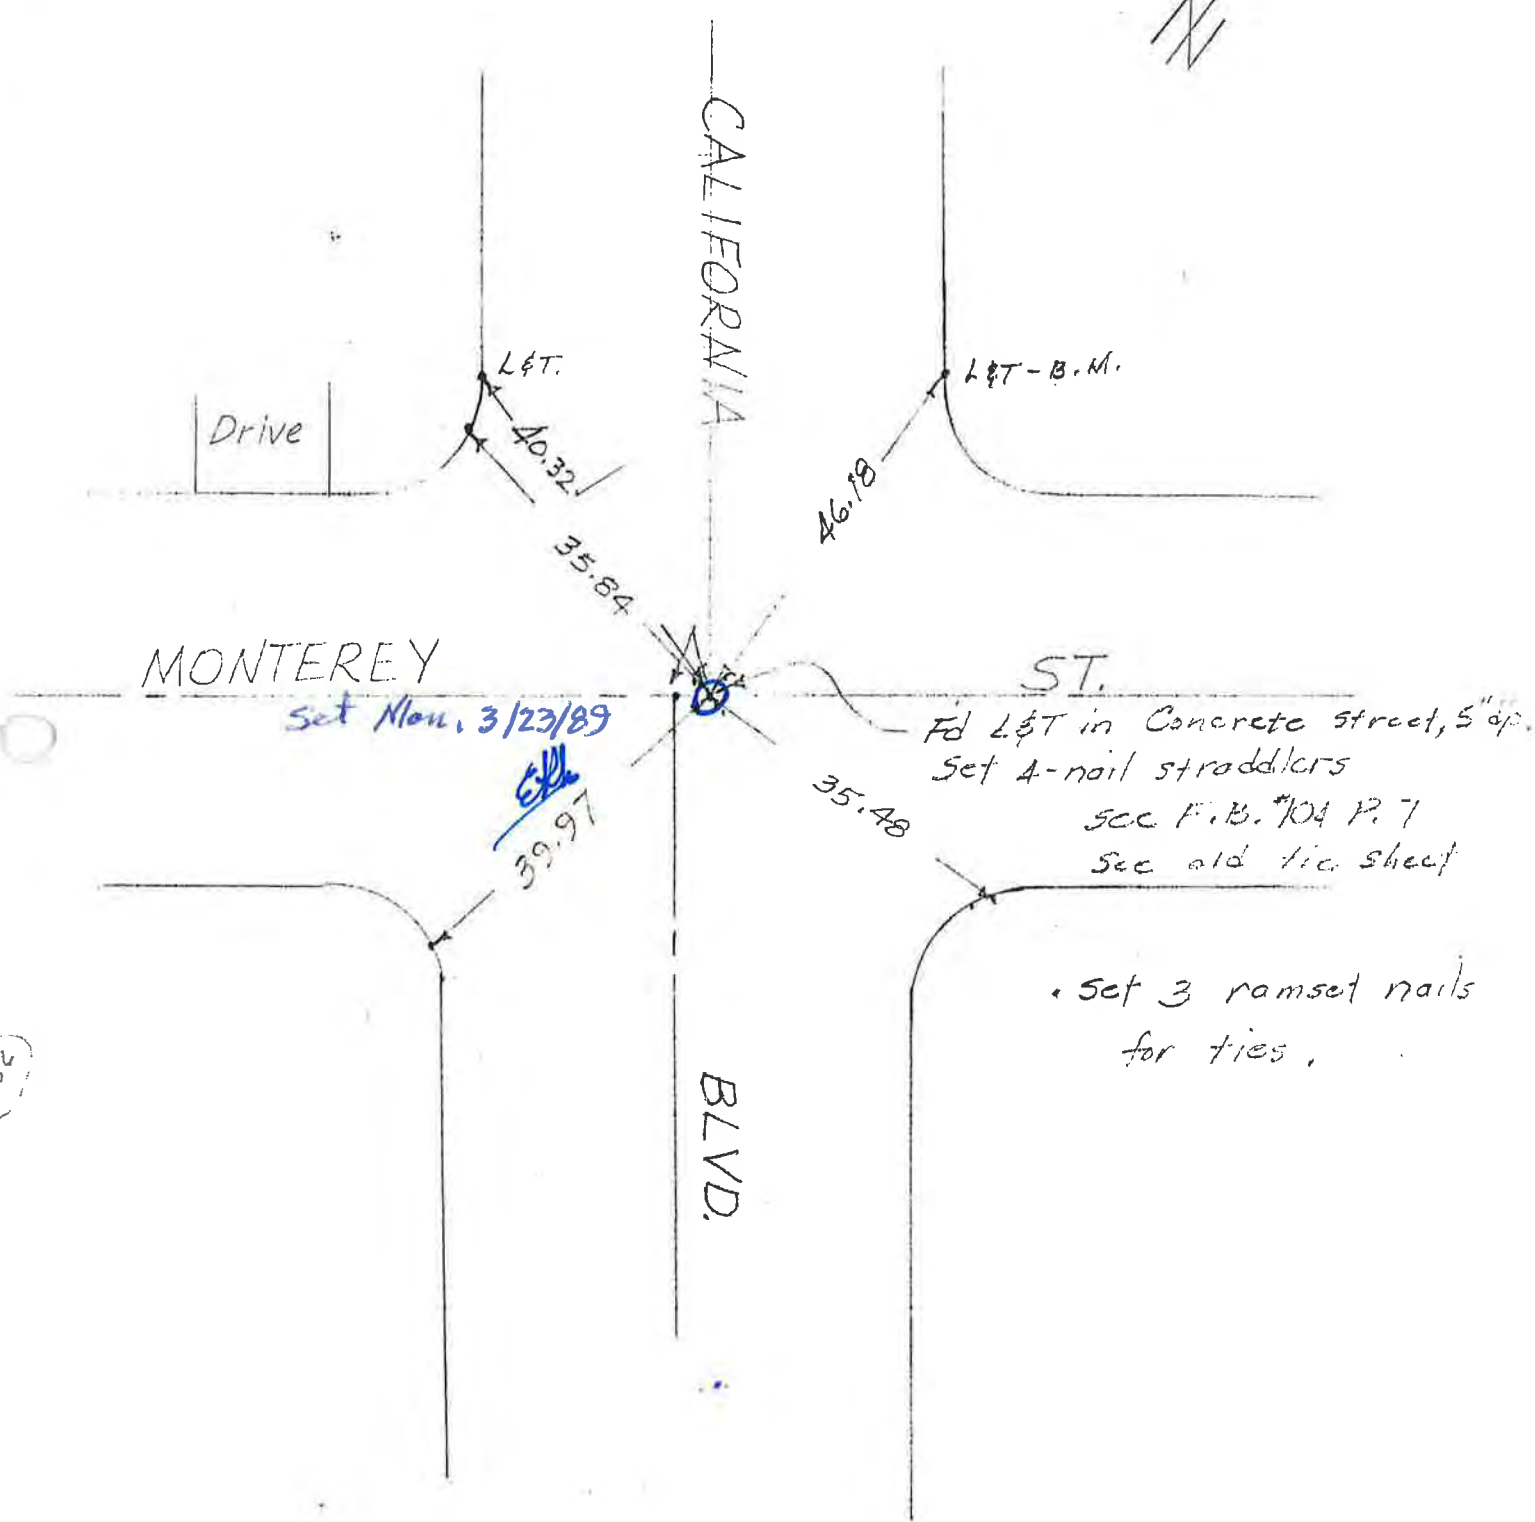 N
CALIFORNIA
L&T.
L&T-B.M.
Drive
40.32
46.18
35.84
MONTEREY
ST.
Set Mon. 3/23/89
Fd L&T in Concrete street, 5" dp.
Set 4-nail straddlers
see F.B. #104 P. 7
See old tie sheet
35.48
39.97
• Set 3 ramset nails
for ties.
BLVD.